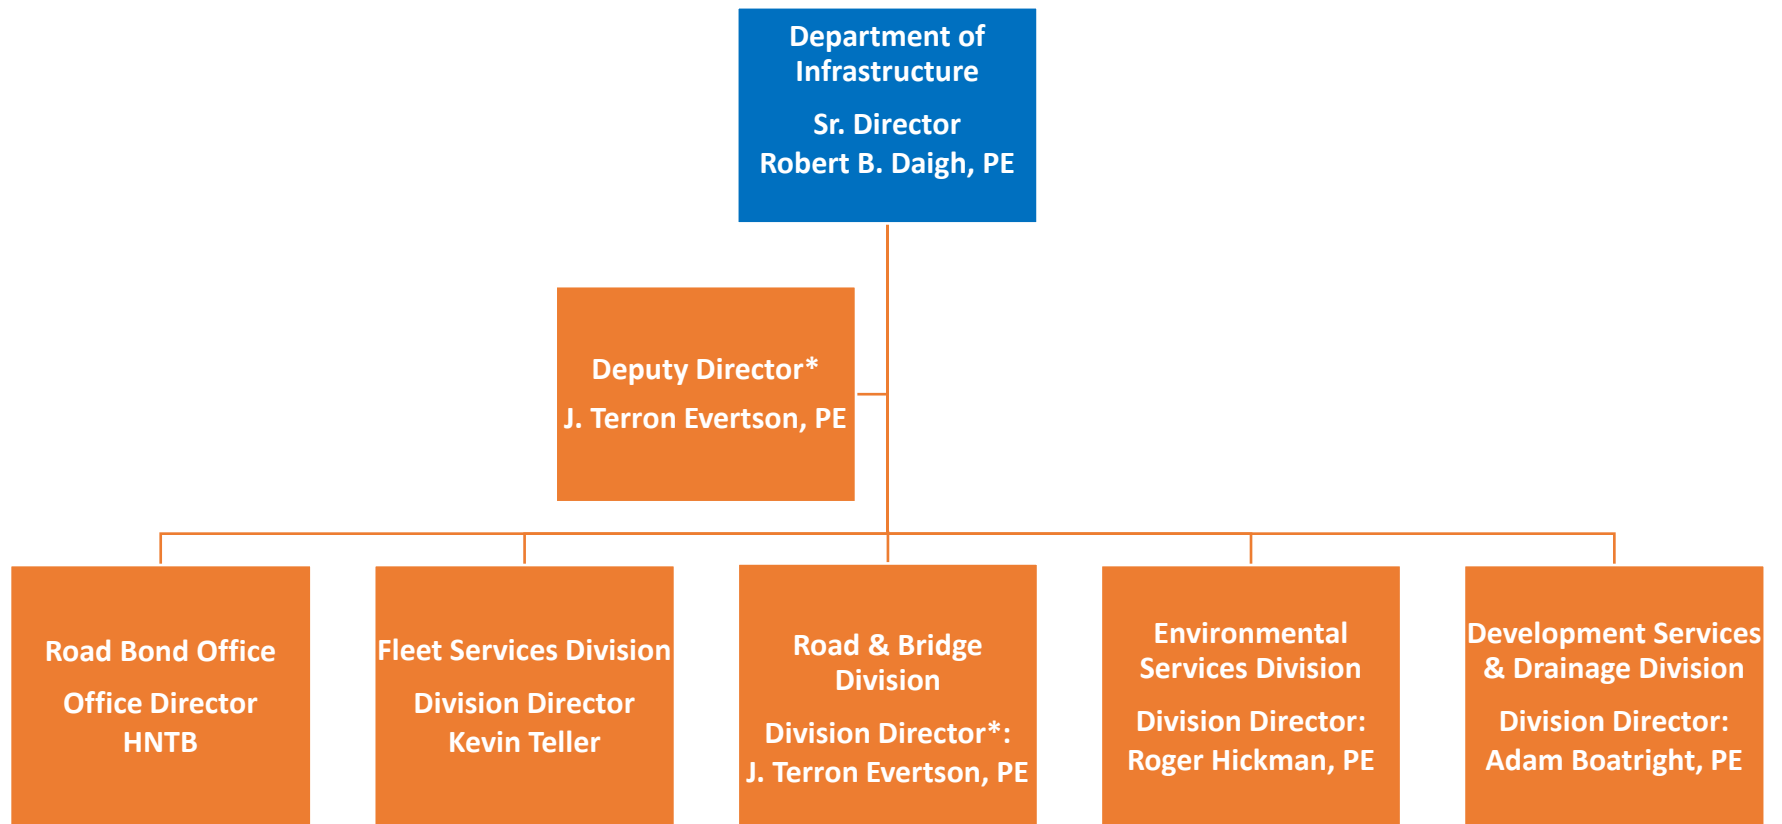 Department of
Infrastructure
Sr. Director
Robert B. Daigh, PE
Deputy Director*
J. Terron Evertson, PE
Road Bond Office
Office Director
HNTB
Fleet Services Division
Division Director
Kevin Teller
Road & Bridge
Division
Division Director*:
J. Terron Evertson, PE
Environmental
Services Division
Division Director:
Roger Hickman, PE
Development Services
& Drainage Division
Division Director:
Adam Boatright, PE